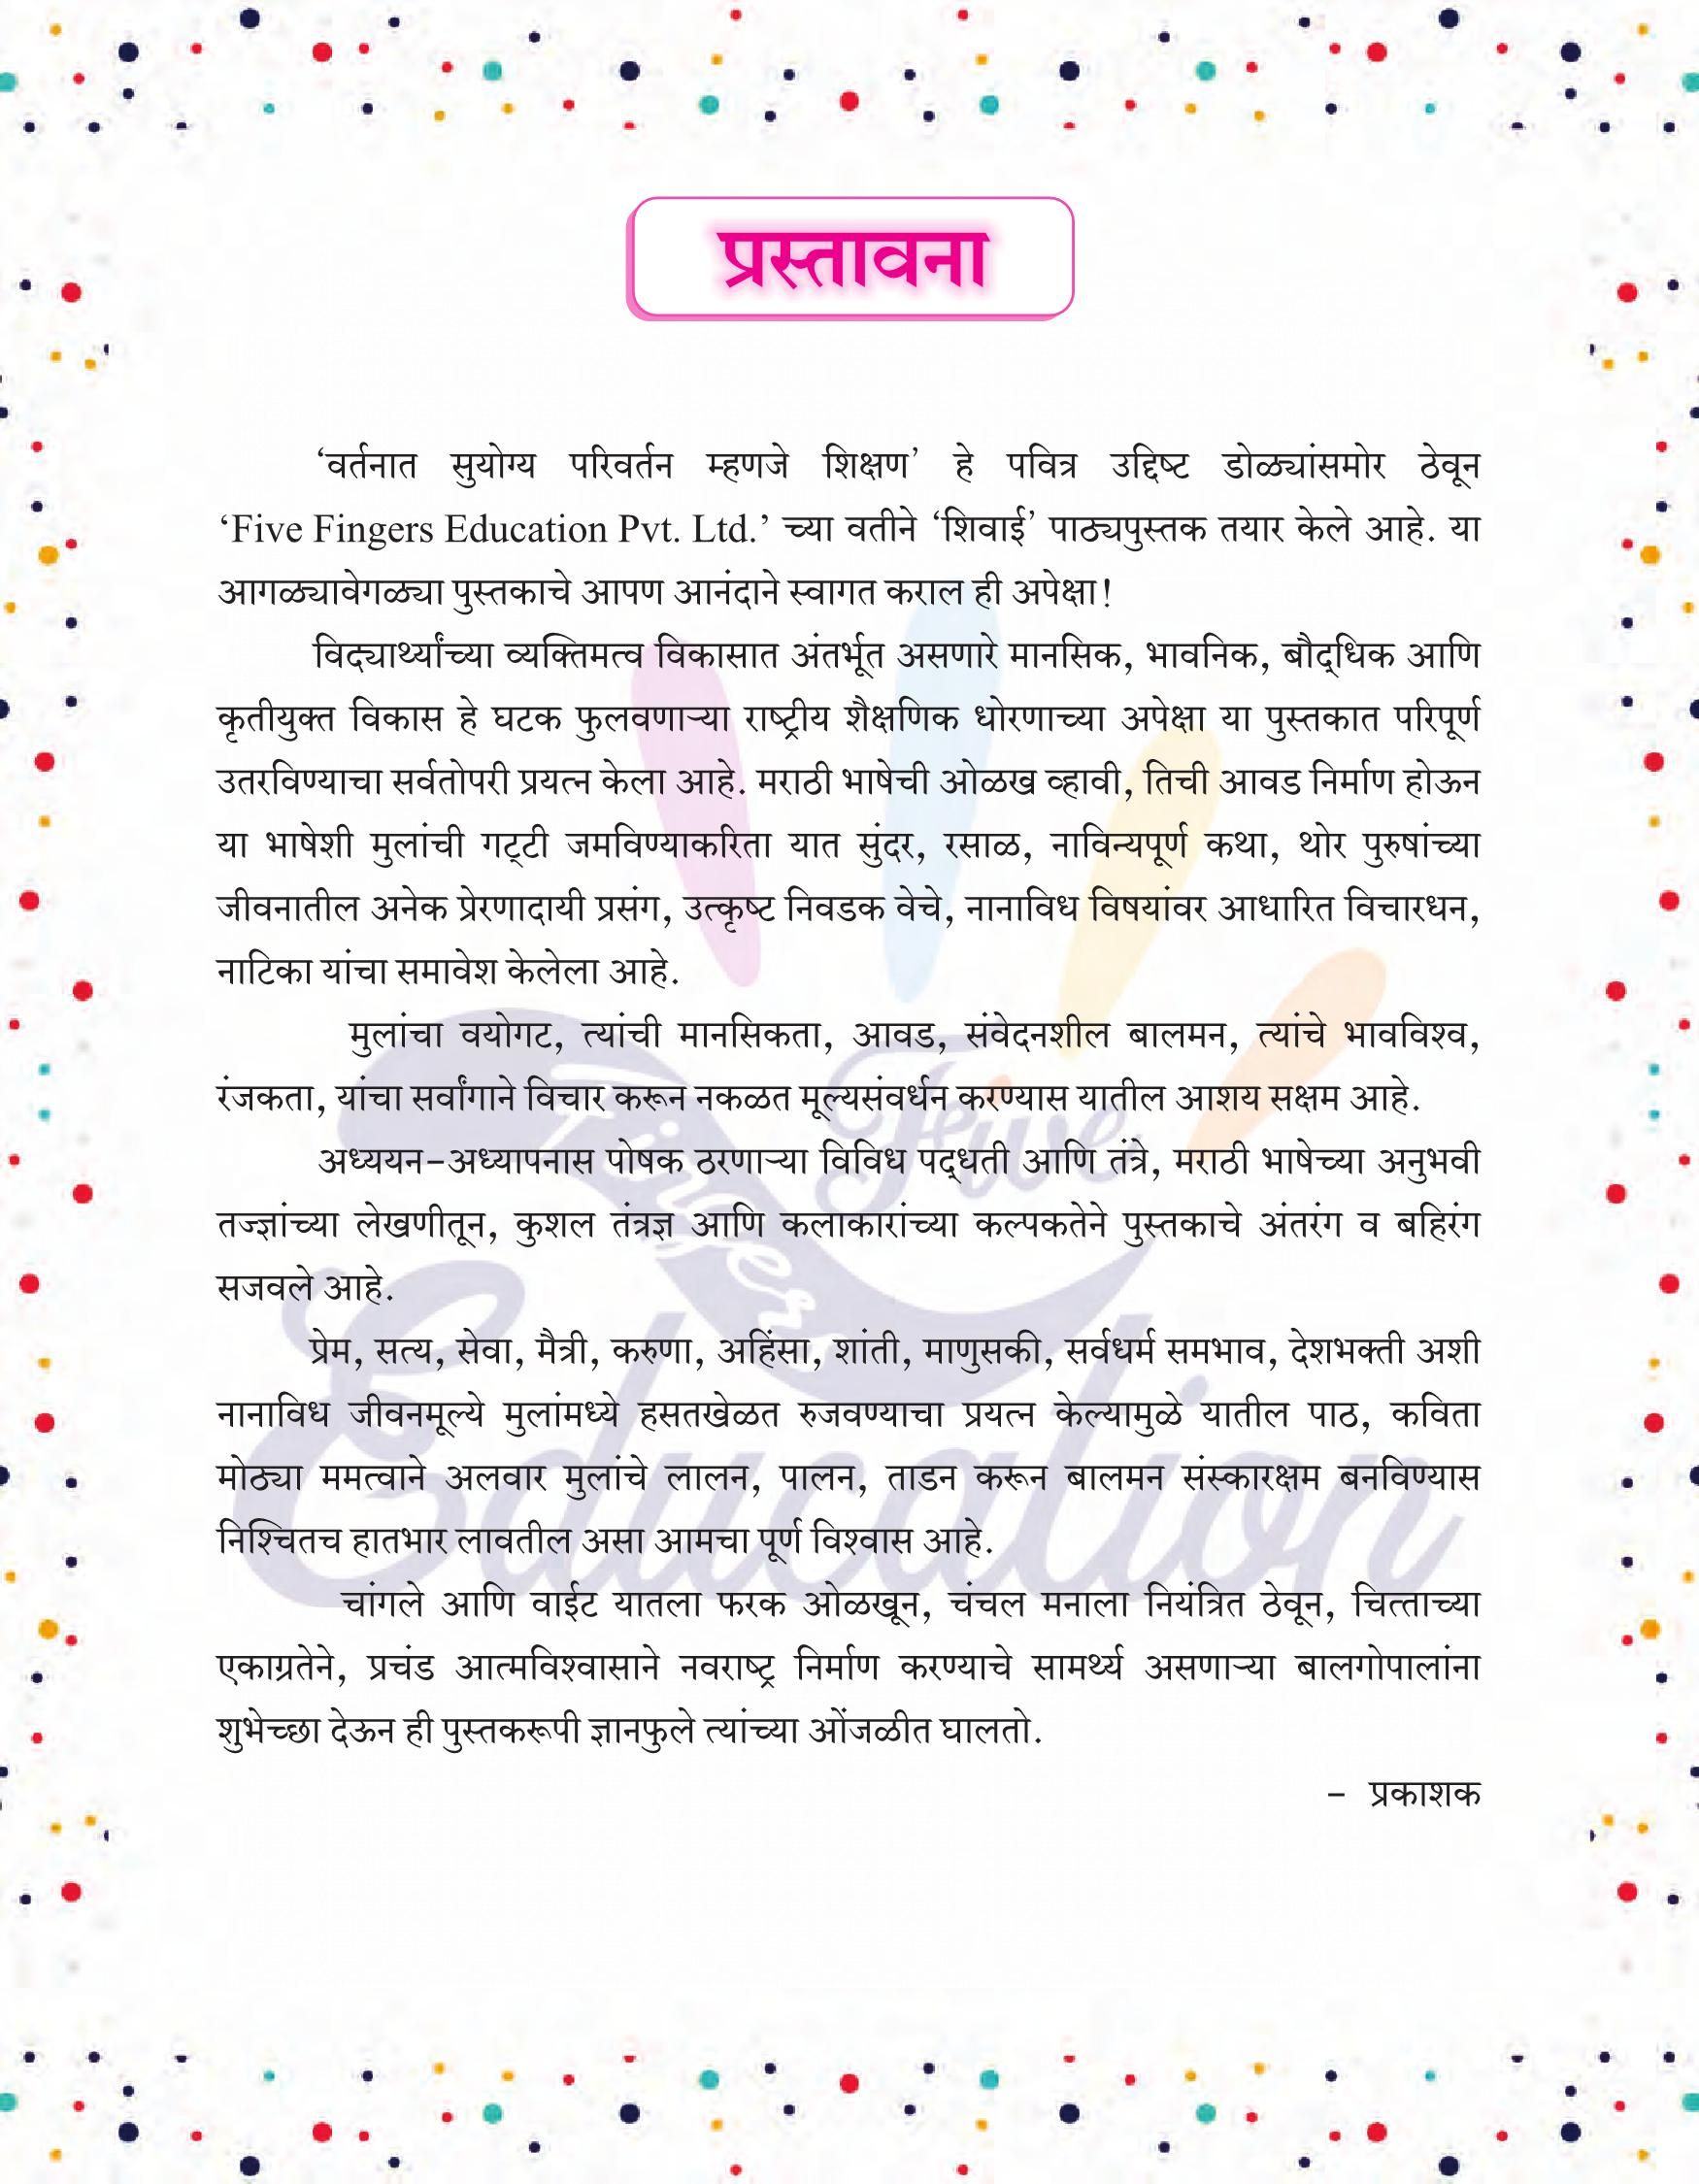 प्रस्तावना
‘वर्तनात सुयोग्य परिवर्तन म्हणजे शिक्षण’ हे पवित्र उद्दिष्ट डोळ्यांसमोर ठेवून
‘Five Fingers Education Pvt. Ltd.’ च्या वतीने ‘शिवाई’ पाठ्यपुस्तक तयार केले आहे. या
आगळ्यावेगळ्या पुस्तकाचे आपण आनंदाने स्वागत कराल ही अपेक्षा!
विद्यार्थ्यांच्या व्यक्तिमत्व विकासात अंतर्भूत असणारे मानसिक, भावनिक, बौद्धिक आणि
कृतीयुक्त विकास हे घटक फुलवणाऱ्या राष्ट्रीय शैक्षणिक धोरणाच्या अपेक्षा या पुस्तकात परिपूर्ण
उतरविण्याचा सर्वतोपरी प्रयत्न केला आहे. मराठी भाषेची ओळख व्हावी, तिची आवड निर्माण होऊन
या भाषेशी मुलांची गट्टी जमविण्याकरिता यात सुंदर, रसाळ, नाविन्यपूर्ण कथा, थोर पुरुषांच्या
जीवनातील अनेक प्रेरणादायी प्रसंग, उत्कृष्ट निवडक वेचे, नानाविध विषयांवर आधारित विचारधन,
नाटिका यांचा समावेश केलेला आहे.
मुलांचा वयोगट, त्यांची मानसिकता, आवड, संवेदनशील बालमन, त्यांचे भावविश्व,
रंजकता, यांचा सर्वांगाने विचार करून नकळत मूल्यसंवर्धन करण्यास यातील आशय सक्षम आहे.
अध्ययन-अध्यापनास पोषक ठरणाऱ्या विविध पद्धती आणि तंत्रे, मराठी भाषेच्या अनुभवी
तज्ज्ञांच्या लेखणीतून, कुशल तंत्रज्ञ आणि कलाकारांच्या कल्पकतेने पुस्तकाचे अंतरंग व बहिरंग
सजवले आहे.
प्रेम, सत्य, सेवा, मैत्री, करुणा, अहिंसा, शांती, माणुसकी, सर्वधर्म समभाव, देशभक्ती अशी
नानाविध जीवनमूल्ये मुलांमध्ये हसतखेळत रुजवण्याचा प्रयत्न केल्यामुळे यातील पाठ, कविता
मोठ्या ममत्वाने अलवार मुलांचे लालन, पालन, ताडन करून बालमन संस्कारक्षम बनविण्यास
निश्चितच हातभार लावतील असा आमचा पूर्ण विश्वास आहे.
चांगले आणि वाईट यातला फरक ओळखून, चंचल मनाला नियंत्रित ठेवून, चित्ताच्या
एकाग्रतेने, प्रचंड आत्मविश्वासाने नवराष्ट्र निर्माण करण्याचे सामर्थ्य असणाऱ्या बालगोपालांना
शुभेच्छा देऊन ही पुस्तकरूपी ज्ञानफुले त्यांच्या ओंजळीत घालतो.
- प्रकाशक
Five
Fingers
Education